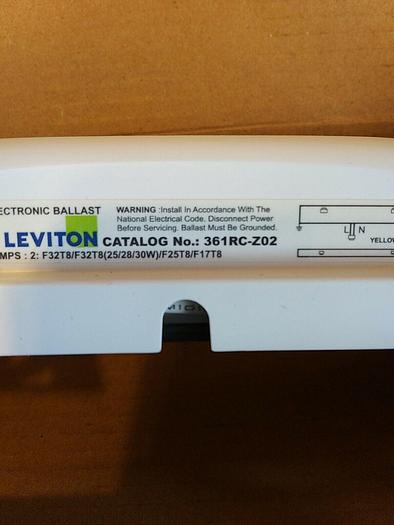 ECTRONIC BALLAST
WARNING :Install In Accordance With The
National Electrical Code. Disconnect Power
Before Servicing. Ballast Must Be Grounded.
LEVITON CATALOG No.: 361RC-Z02
MPS : 2: F32T8/F32T8(25/28/30W)/F25T8/F17T8
L N
YELLOW